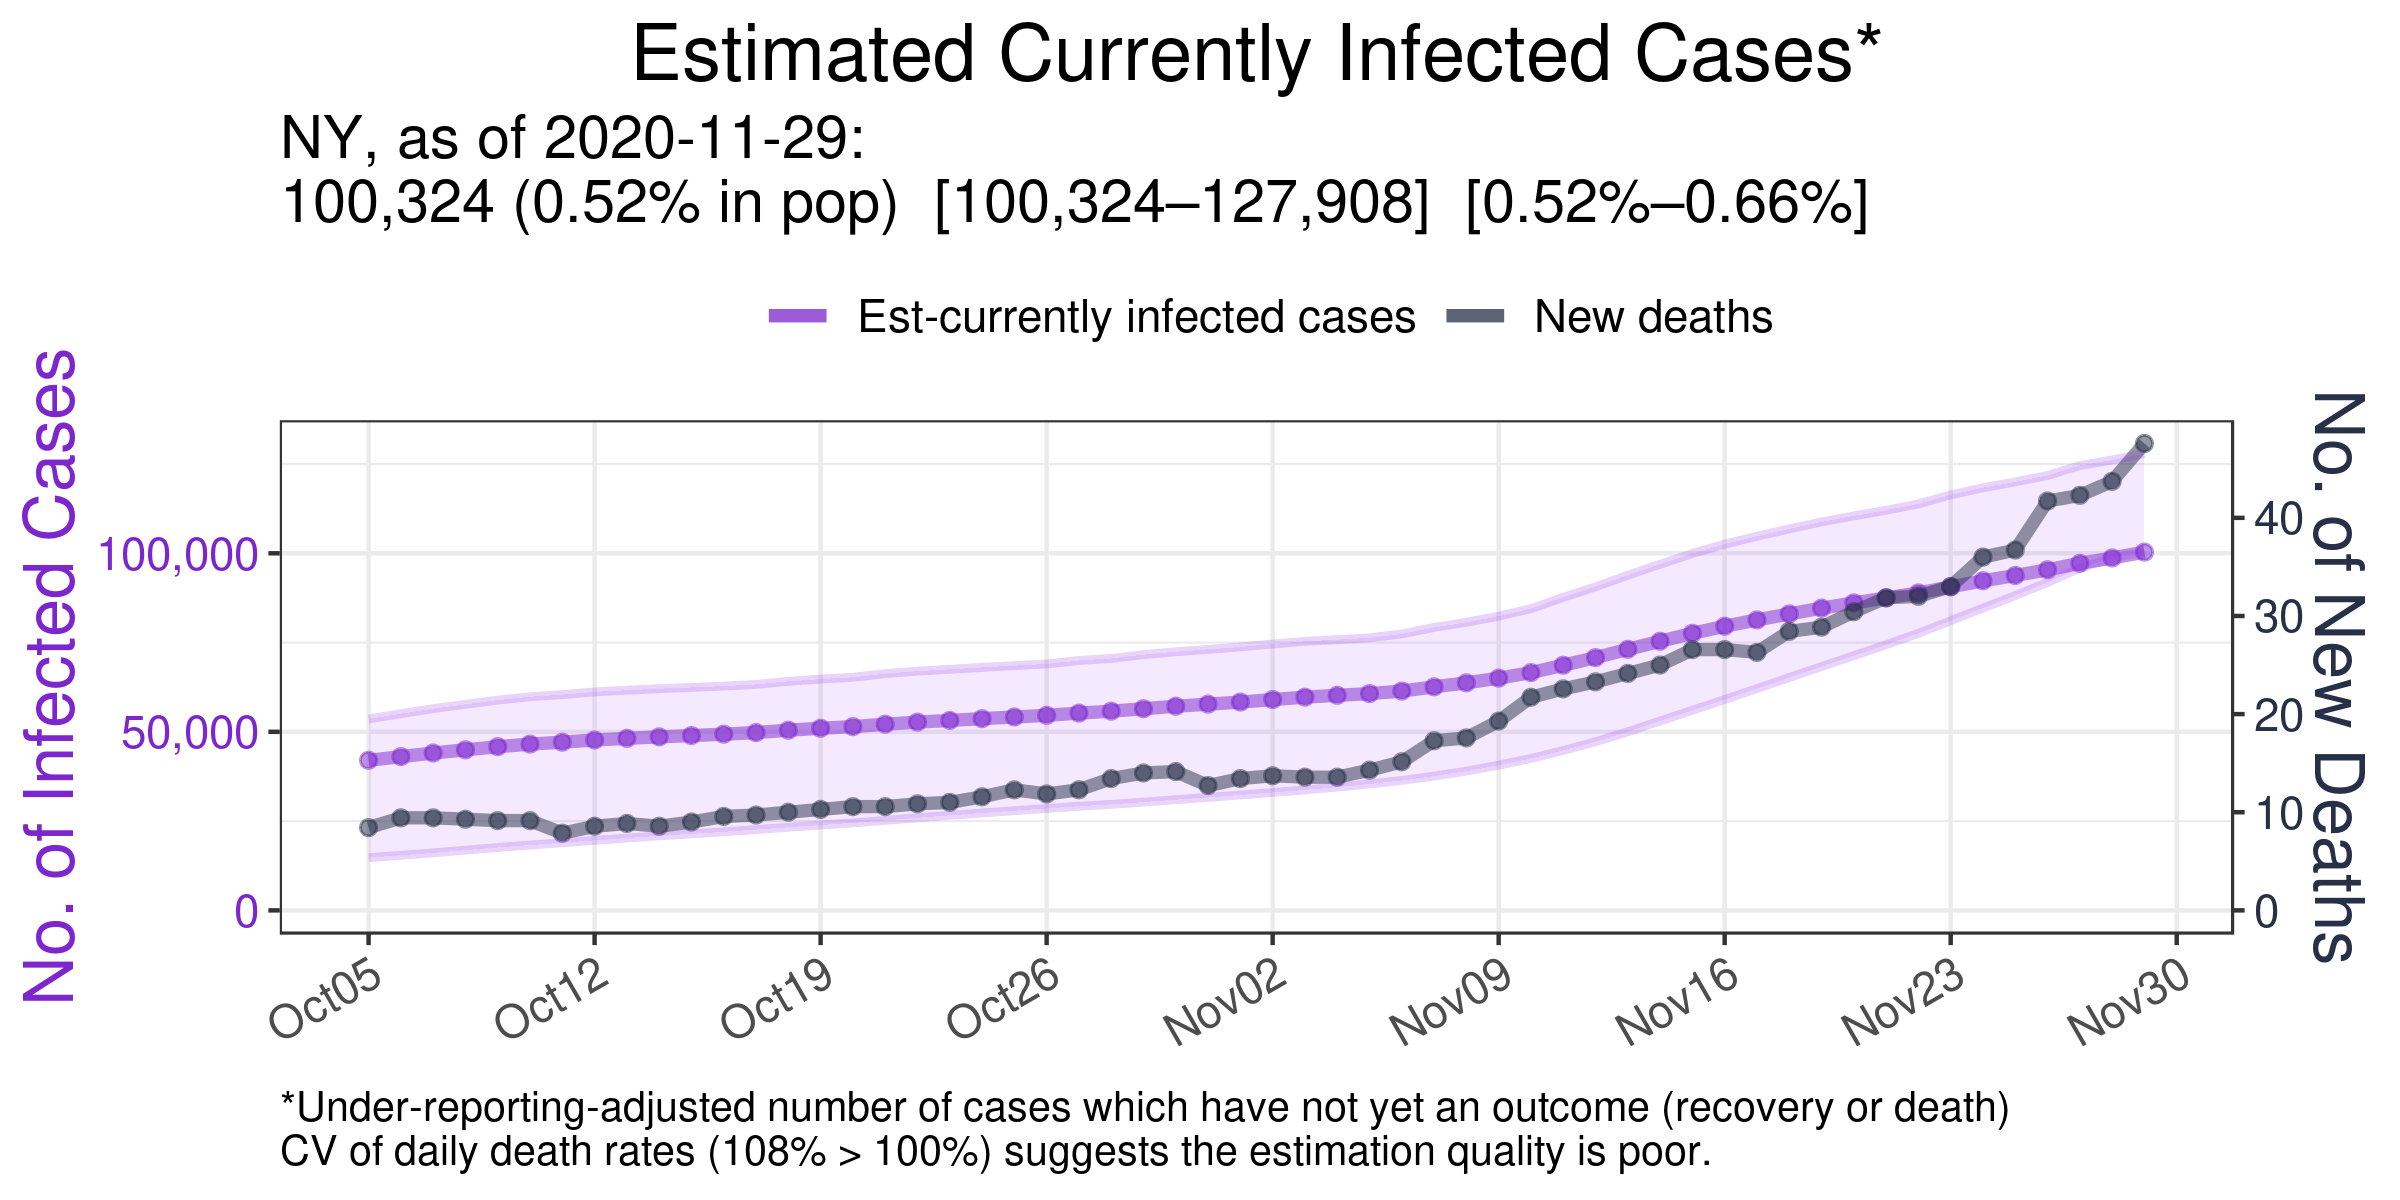 Estimated Currently Infected Cases*
NY, as of 2020-11-29:
100,324 (0.52% in pop)  [100,324–127,908]  [0.52%–0.66%]
Est-currently infected cases
New deaths
No. of Infected Cases
100,000
50,000
0
No. of New Deaths
40
30
20
10
0
Oct05
Oct12
Oct19
Oct26
Nov02
Nov09
Nov16
Nov23
Nov30
*Under-reporting-adjusted number of cases which have not yet an outcome (recovery or death)
CV of daily death rates (108% > 100%) suggests the estimation quality is poor.